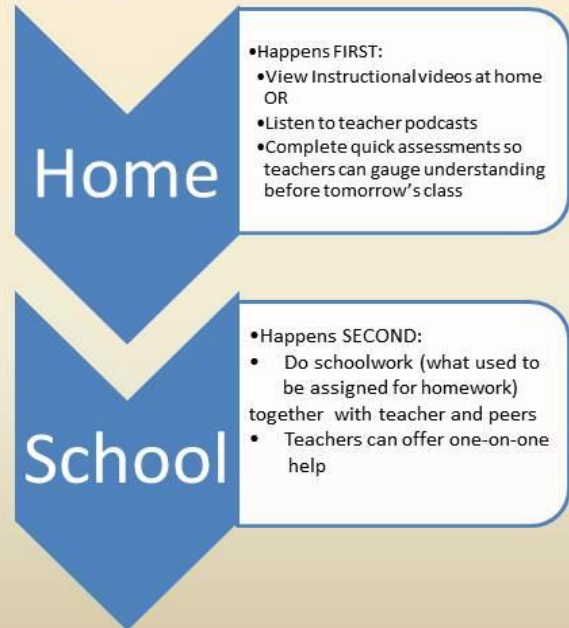 Home
•Happens FIRST:
•View Instructional videos at home
OR
•Listen to teacher podcasts
•Complete quick assessments so
teachers can gauge understanding
before tomorrow's class
School
•Happens SECOND:
• Do schoolwork (what used to
be assigned for homework)
together with teacher and peers
• Teachers can offer one-on-one
help